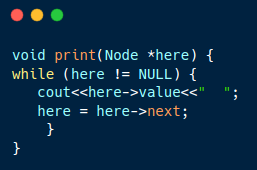 void print(Node *here) {
while (here != NULL) {
   cout<<here->value<<"  ";
   here = here->next;
    }
}